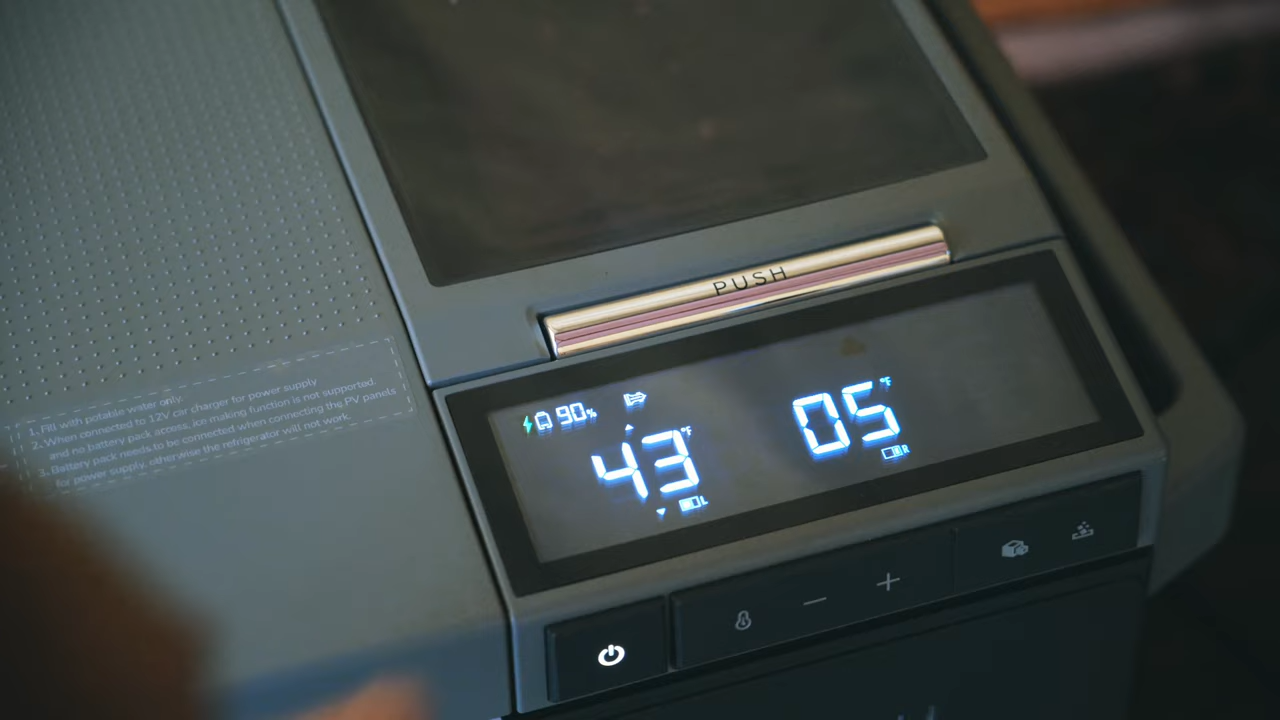 PUSH
90%
43 °F
L
05 °F
R
1. Fill with potable water only.
2. When connected to 12V car charger for power supply
and no battery pack access, ice making function is not supported.
3. Battery pack needs to be connected when connecting the PV panels
for power supply, otherwise the refrigerator will not work.